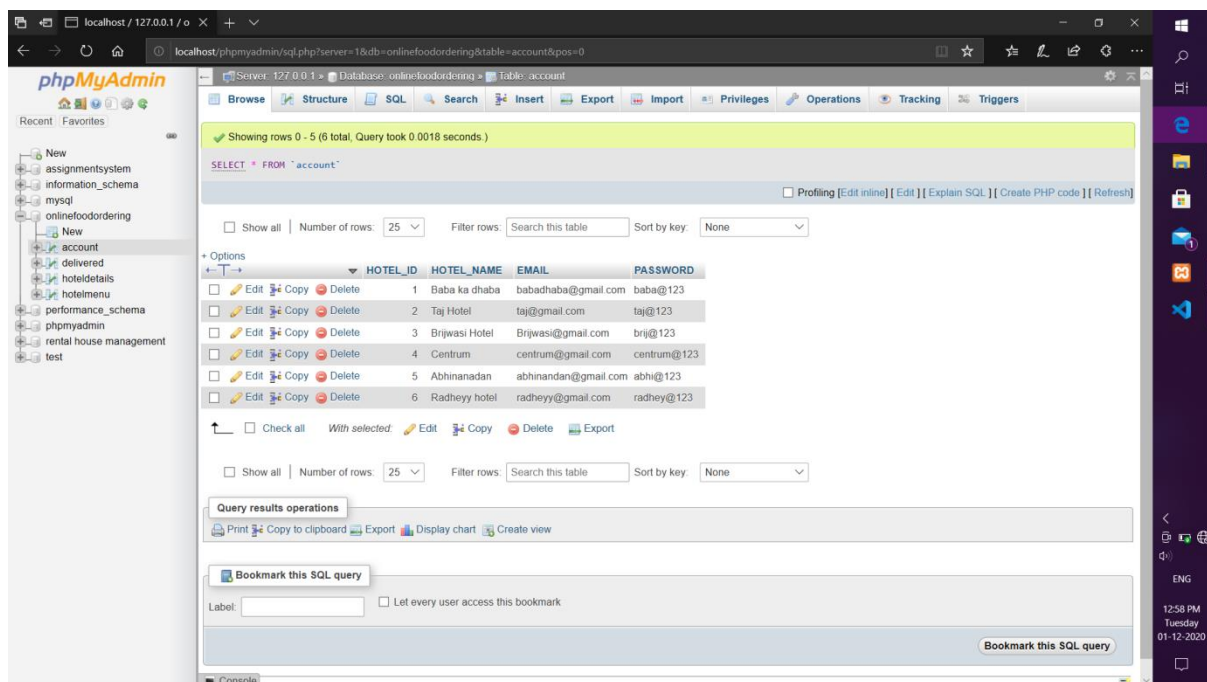 localhost / 127.0.0.1 / o
localhost/phpmyadmin/sql.php?server=1&db=onlinefoodordering&table=account&pos=0
phpMyAdmin
Recent Favorites
New
assignmentsystem
information_schema
mysql
onlinefoodordering
New
account
delivered
hoteldetails
hotelmenu
performance_schema
phpmyadmin
rental house management
test
Server: 127.0.0.1 » Database: onlinefoodordering » Table: account
Browse Structure SQL Search Insert Export Import Privileges Operations Tracking Triggers
Showing rows 0 - 5 (6 total, Query took 0.0018 seconds.)
SELECT * FROM `account`
Profiling [Edit inline] [ Edit ] [ Explain SQL ] [ Create PHP code ] [ Refresh]
Show all | Number of rows: 25 Filter rows: Search this table Sort by key: None
+ Options
←T→ HOTEL_ID HOTEL_NAME EMAIL PASSWORD
Edit Copy Delete 1 Baba ka dhaba babadhaba@gmail.com baba@123
Edit Copy Delete 2 Taj Hotel taj@gmail.com taj@123
Edit Copy Delete 3 Brijwasi Hotel Brijwasi@gmail.com brij@123
Edit Copy Delete 4 Centrum centrum@gmail.com centrum@123
Edit Copy Delete 5 Abhinanadan abhinandan@gmail.com abhi@123
Edit Copy Delete 6 Radheyy hotel radheyy@gmail.com radhey@123
Check all With selected: Edit Copy Delete Export
Show all | Number of rows: 25 Filter rows: Search this table Sort by key: None
Query results operations
Print Copy to clipboard Export Display chart Create view
Bookmark this SQL query
Label: Let every user access this bookmark
Bookmark this SQL query
Console
1
ENG
12:58 PM
Tuesday
01-12-2020